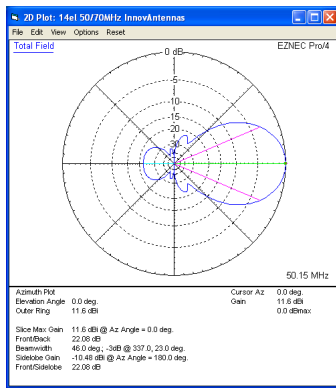 2D Plot: 14el 50/70MHz InnovAntennas
File Edit View Options Reset
Total Field
EZNEC Pro/4
0 dB
-5
-10
-15
-20
-30
50.15 MHz
Azimuth Plot
Elevation Angle 0.0 deg.
Outer Ring 11.6 dBi
Cursor Az 0.0 deg.
Gain 11.6 dBi
0.0 dBmax
Slice Max Gain 11.6 dBi @ Az Angle = 0.0 deg.
Front/Back 22.08 dB
Beamwidth 46.0 deg.; -3dB @ 337.0, 23.0 deg.
Sidelobe Gain -10.48 dBi @ Az Angle = 180.0 deg.
Front/Sidelobe 22.08 dB